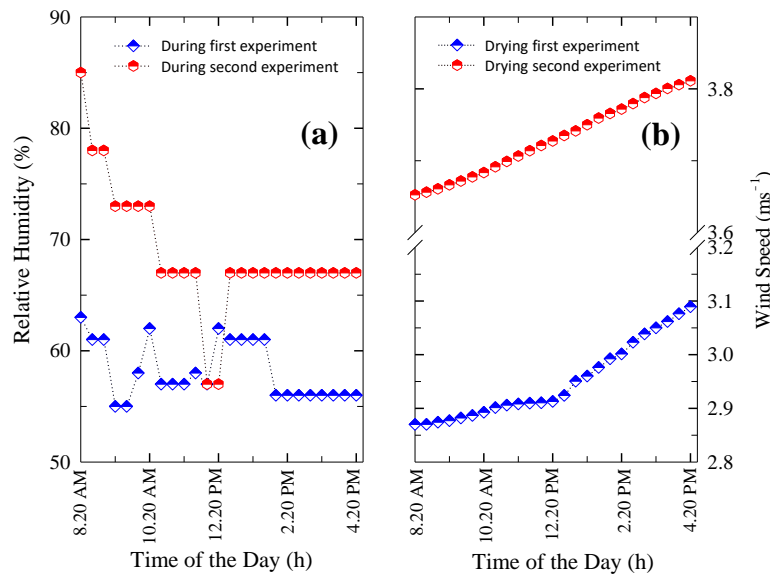 90
80
70
60
50
Relative Humidity (%)
During first experiment
During second experiment
(a)
8.20 AM
10.20 AM
12.20 PM
2.20 PM
4.20 PM
Time of the Day (h)
Drying first experiment
Drying second experiment
(b)
3.8
3.6
3.2
3.1
3.0
2.9
2.8
Wind Speed (ms⁻¹)
8.20 AM
10.20 AM
12.20 PM
2.20 PM
4.20 PM
Time of the Day (h)